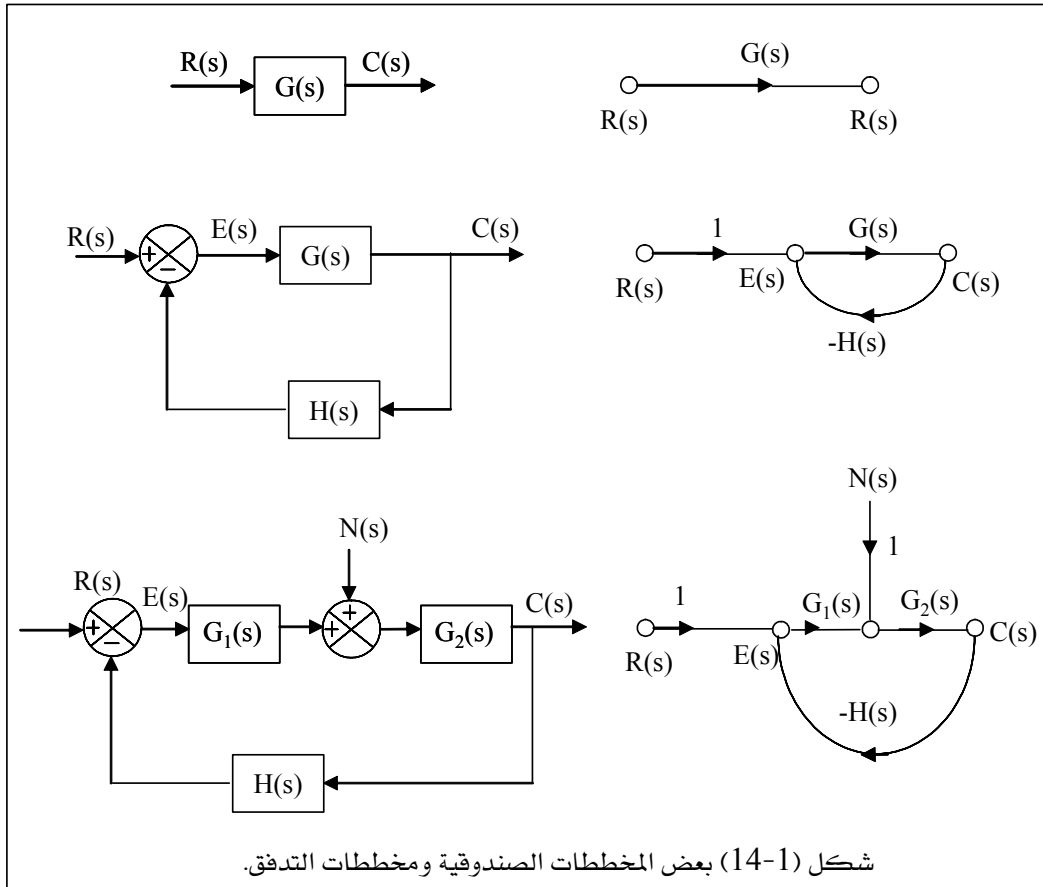 R(s) G(s) C(s)
G(s)
R(s) R(s)
R(s) + − E(s) G(s) C(s)
H(s)
1 G(s)
R(s) E(s) C(s)
-H(s)
N(s)
R(s) + − E(s) G₁(s) + + G₂(s) C(s)
H(s)
N(s)
1
1 G₁(s) G₂(s)
R(s) E(s) C(s)
-H(s)
شكل (1-14) بعض المخططات الصندوقية ومخططات التدفق.